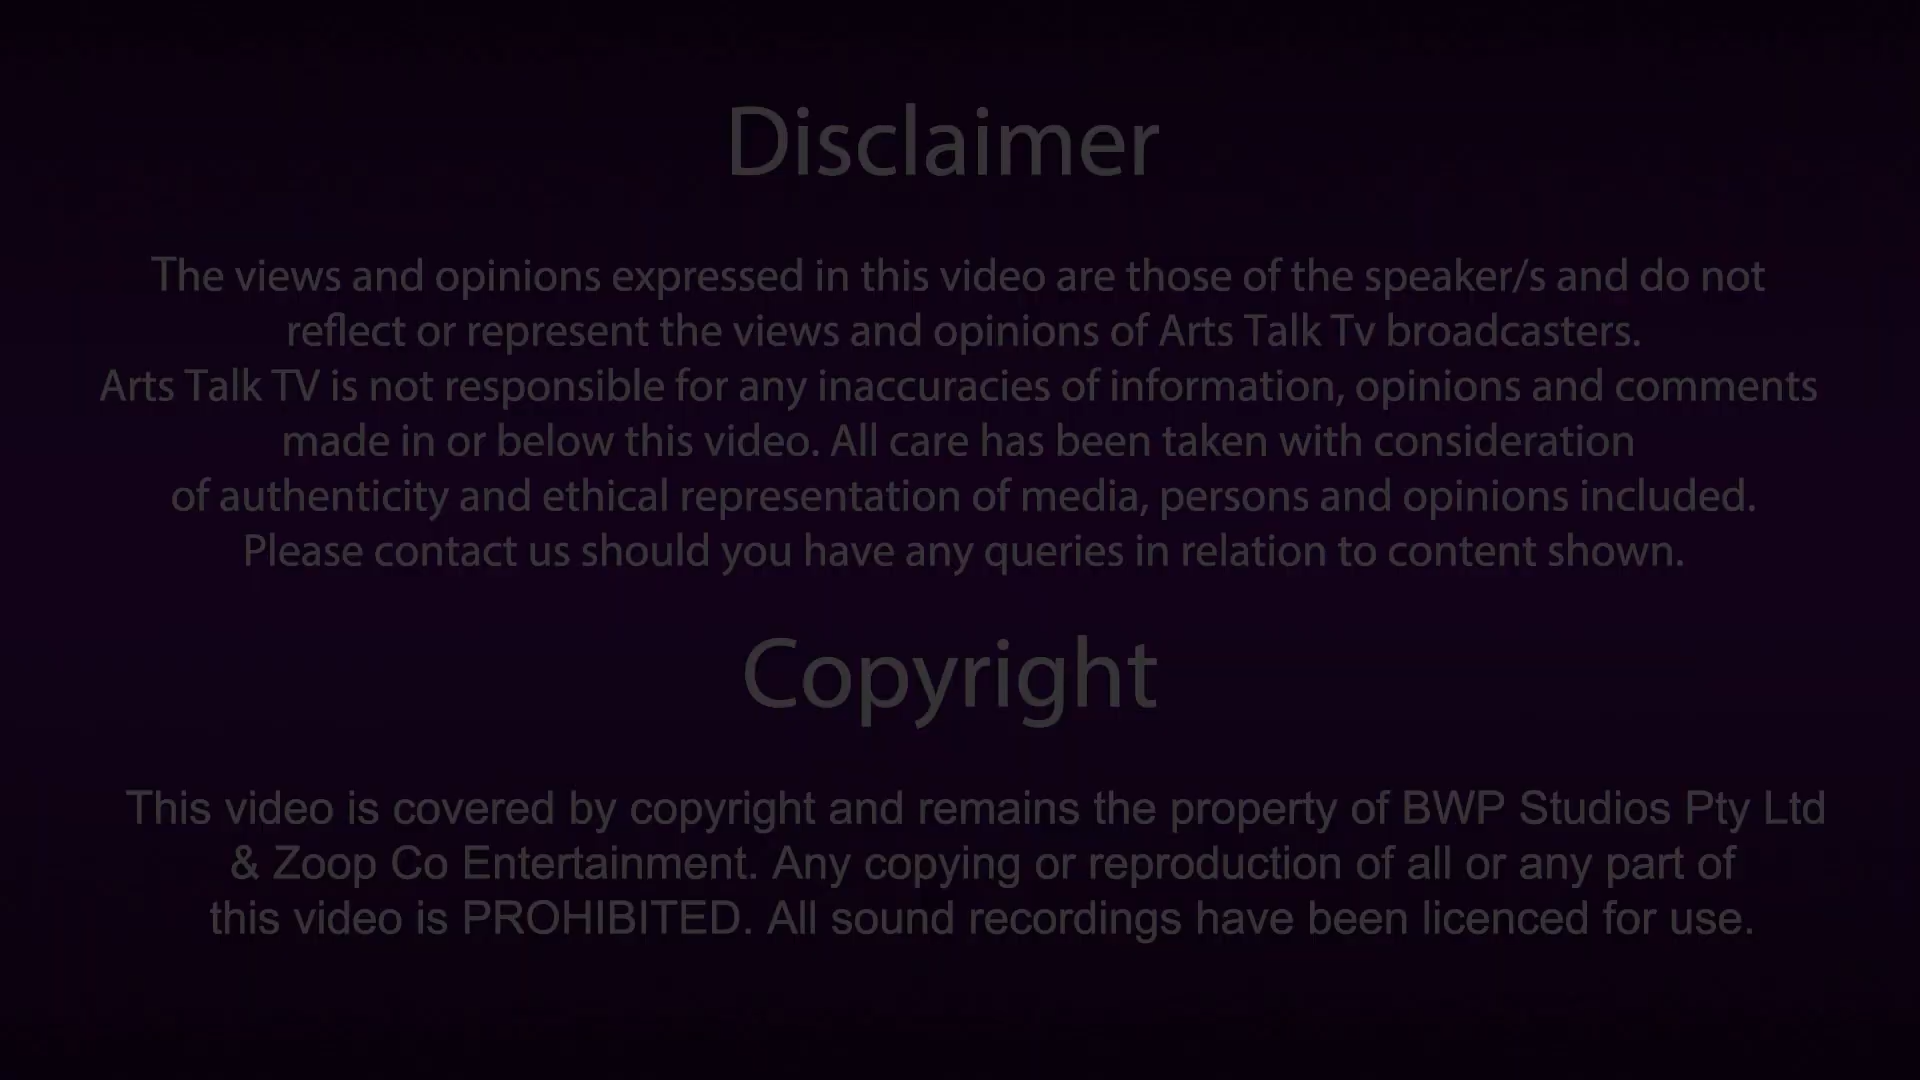 Disclaimer
The views and opinions expressed in this video are those of the speaker/s and do not
reflect or represent the views and opinions of Arts Talk Tv broadcasters.
Arts Talk TV is not responsible for any inaccuracies of information, opinions and comments
made in or below this video. All care has been taken with consideration
of authenticity and ethical representation of media, persons and opinions included.
Please contact us should you have any queries in relation to content shown.
Copyright
This video is covered by copyright and remains the property of BWP Studios Pty Ltd
& Zoop Co Entertainment. Any copying or reproduction of all or any part of
this video is PROHIBITED. All sound recordings have been licenced for use.